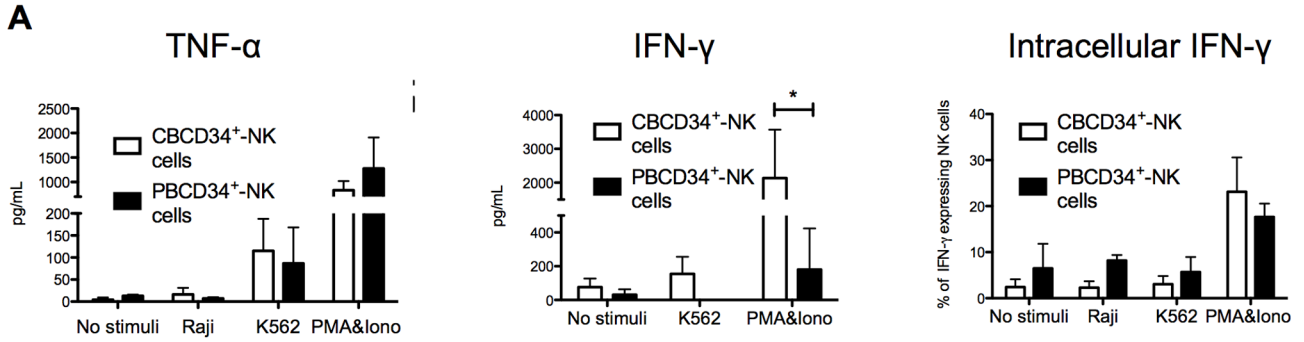 A
TNF-α
IFN-γ
Intracellular IFN-γ
2500
2000
1500
1000
200
150
100
50
0
pg/mL
CBCD34⁺-NK
cells
PBCD34⁺-NK
cells
No stimuli
Raji
K562
PMA&Iono
4000
3000
2000
1000
400
200
0
pg/mL
CBCD34⁺-NK
cells
PBCD34⁺-NK
cells
*
No stimuli
K562
PMA&Iono
40
30
20
10
0
% of IFN-γ expressing NK cells
CBCD34⁺-NK
cells
PBCD34⁺-NK
cells
No stimuli
Raji
K562
PMA&Iono